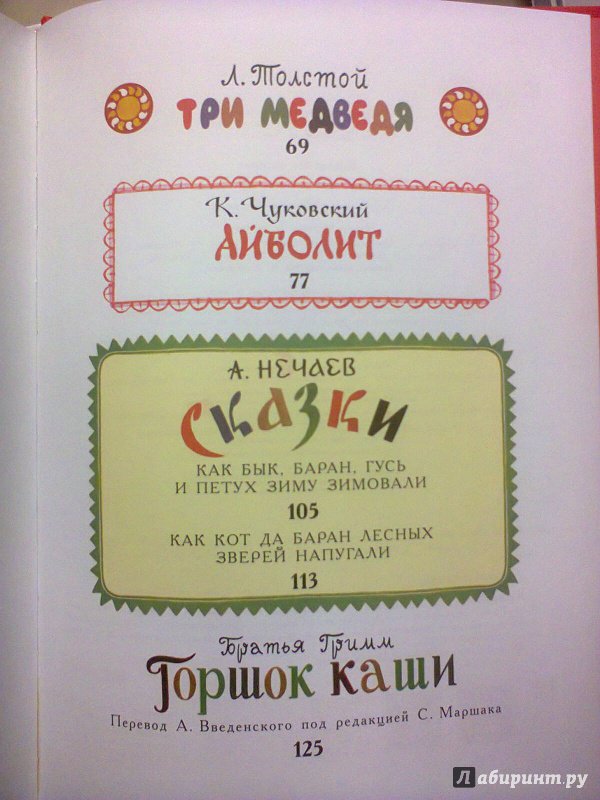 Л. Толстой
ТРИ МЕДВЕДЯ
69
К. Чуковский
АЙБОЛИТ
77
А. НЕЧАЕВ
Сказки
КАК БЫК, БАРАН, ГУСЬ
И ПЕТУХ ЗИМУ ЗИМОВАЛИ
105
КАК КОТ ДА БАРАН ЛЕСНЫХ
ЗВЕРЕЙ НАПУГАЛИ
113
Братья Гримм
Горшок каши
Перевод А. Введенского под редакцией С. Маршака
125
Лабиринт.ру